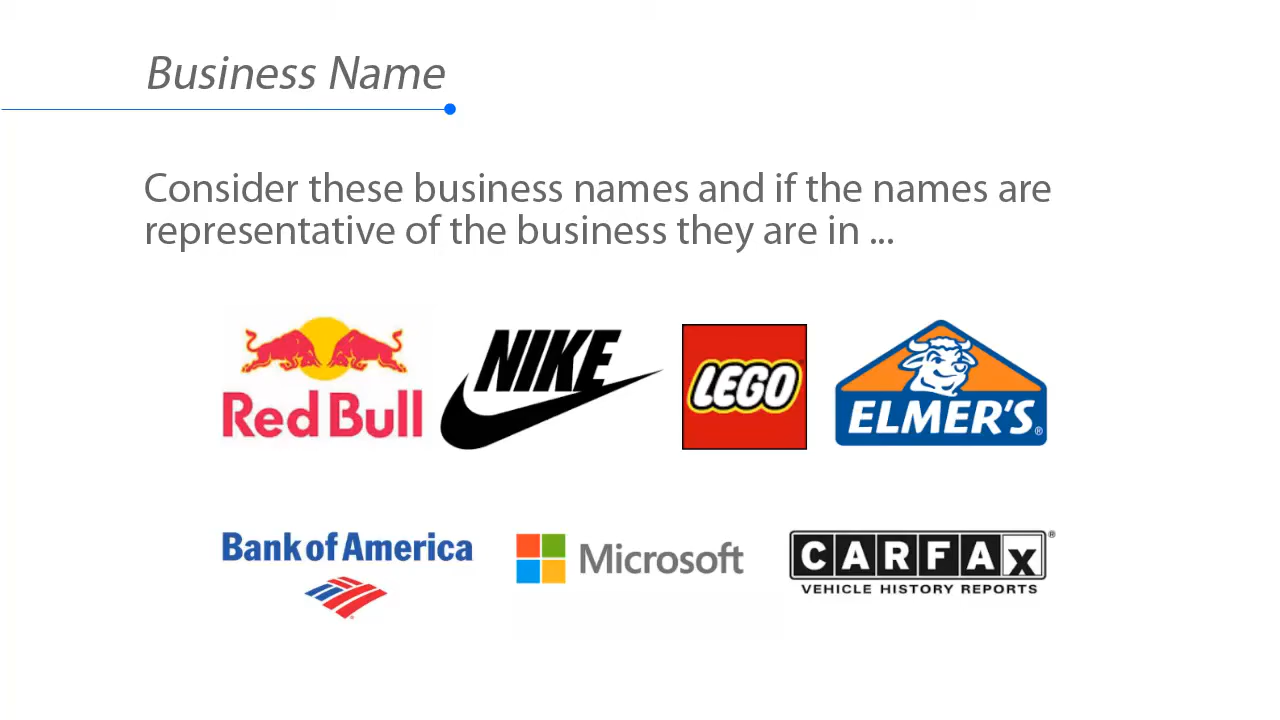 Business Name
Consider these business names and if the names are
representative of the business they are in ...
Red Bull
NIKE
LEGO
ELMER'S®
Bank of America
Microsoft
CARFAX®
VEHICLE HISTORY REPORTS